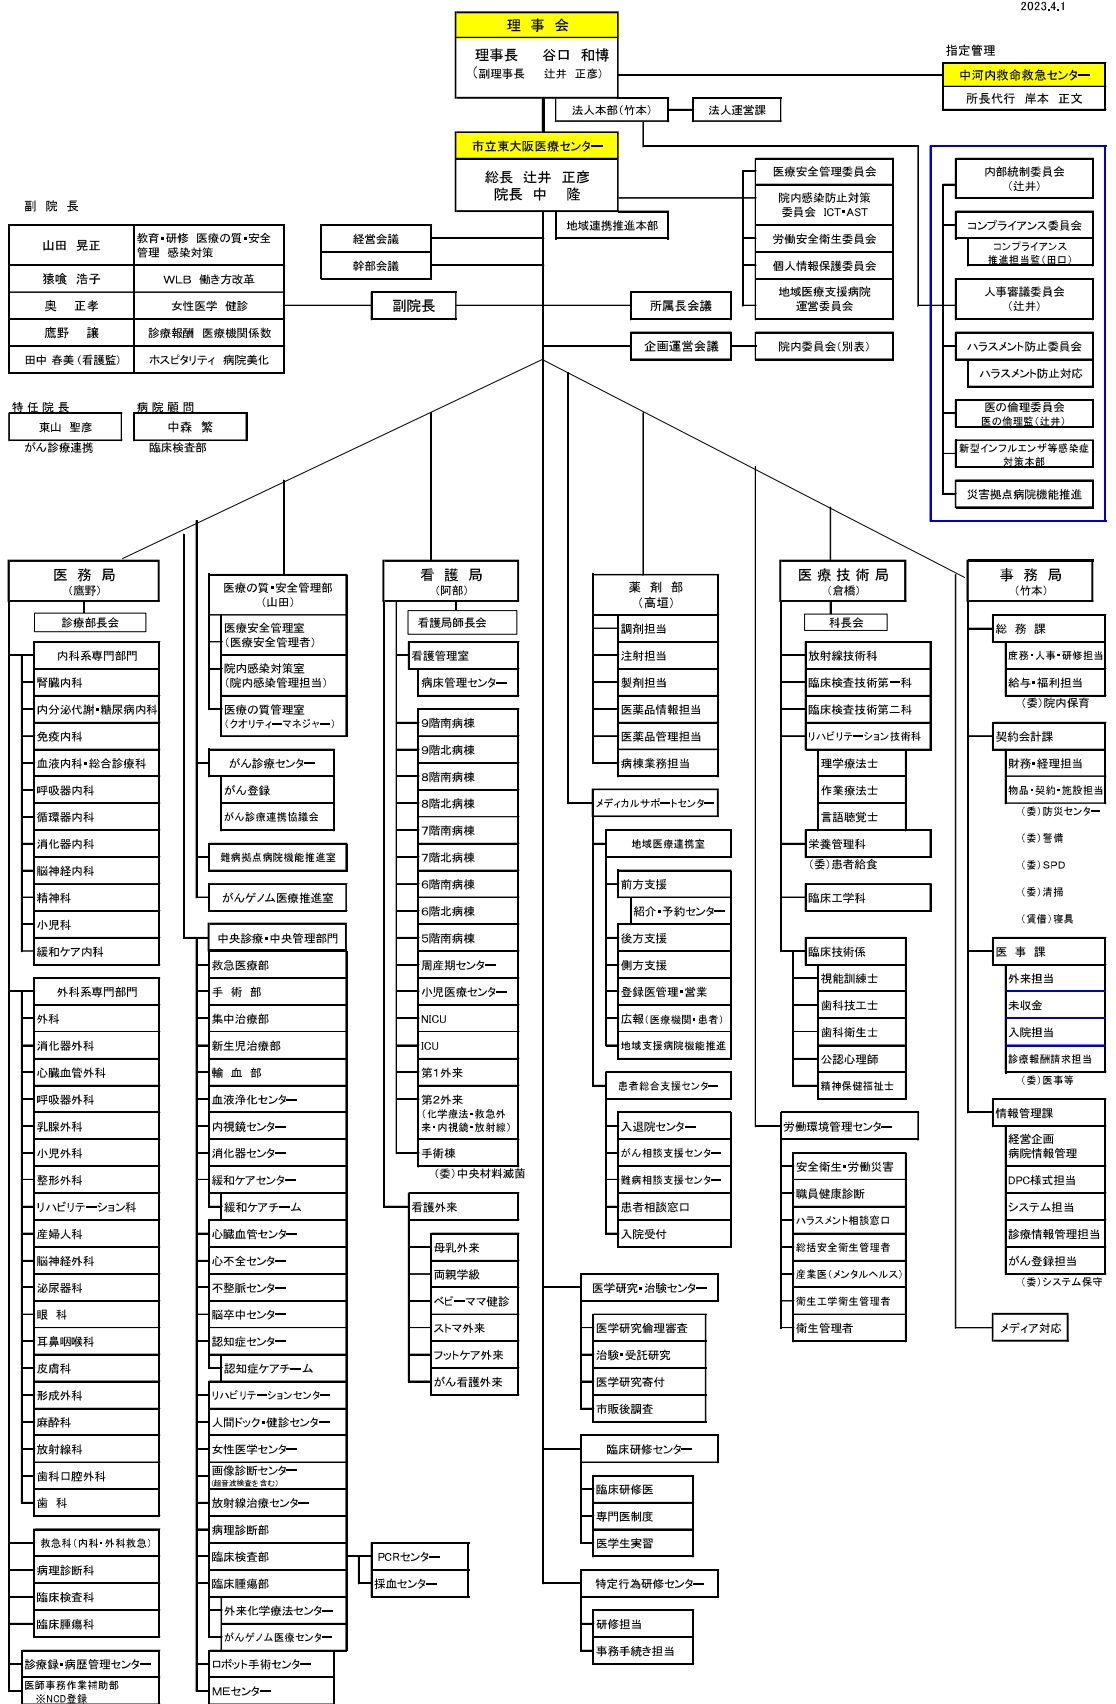 2023.4.1
理 事 会
理事長 谷口 和博
（副理事長 辻井 正彦）
指定管理
中河内救命救急センター
所長代行 岸本 正文
法人本部（竹本）
法人運営課
市立東大阪医療センター
総長 辻井 正彦
院長 中 隆
地域連携推進本部
医療安全管理委員会
院内感染防止対策
委員会 ICT・AST
労働安全衛生委員会
個人情報保護委員会
地域医療支援病院
運営委員会
内部統制委員会
（辻井）
コンプライアンス委員会
コンプライアンス
推進担当監（田口）
人事審議委員会
（辻井）
ハラスメント防止委員会
ハラスメント防止対応
医の倫理委員会
医の倫理監（辻井）
新型インフルエンザ等感染症
対策本部
災害拠点病院機能推進
副 院 長
山田 晃正
教育・研修 医療の質・安全
管理 感染対策
猿喰 浩子
WLB 働き方改革
奥 正孝
女性医学 健診
鷹野 譲
診療報酬 医療機関係数
田中 春美（看護監）
ホスピタリティ 病院美化
経営会議
幹部会議
副院長
所属長会議
企画運営会議
院内委員会（別表）
特任院長
東山 聖彦
がん診療連携
病院顧問
中森 繁
臨床検査部
医 務 局
（鷹野）
診療部長会
内科系専門部門
腎臓内科
内分泌代謝・糖尿病内科
免疫内科
血液内科・総合診療科
呼吸器内科
循環器内科
消化器内科
脳神経内科
精神科
小児科
緩和ケア内科
外科系専門部門
外科
消化器外科
心臓血管外科
呼吸器外科
乳腺外科
小児外科
整形外科
リハビリテーション科
産婦人科
脳神経外科
泌尿器科
眼 科
耳鼻咽喉科
皮膚科
形成外科
麻酔科
放射線科
歯科口腔外科
歯 科
救急科（内科・外科救急）
病理診断科
臨床検査科
臨床腫瘍科
診療録・病歴管理センター
医師事務作業補助部
※NCD登録
医療の質・安全管理部
（山田）
医療安全管理室
（医療安全管理者）
院内感染対策室
（院内感染管理担当）
医療の質管理室
（クオリティーマネジャー）
がん診療センター
がん登録
がん診療連携協議会
難病拠点病院機能推進室
がんゲノム医療推進室
中央診療・中央管理部門
救急医療部
手 術 部
集中治療部
新生児治療部
輸 血 部
血液浄化センター
内視鏡センター
消化器センター
緩和ケアセンター
緩和ケアチーム
心臓血管センター
心不全センター
不整脈センター
脳卒中センター
認知症センター
認知症ケアチーム
リハビリテーションセンター
人間ドック・健診センター
女性医学センター
画像診断センター
（超音波検査を含む）
放射線治療センター
病理診断部
臨床検査部
臨床腫瘍部
外来化学療法センター
がんゲノム医療センター
ロボット手術センター
MEセンター
PCRセンター
採血センター
看 護 局
（阿部）
看護局師長会
看護管理室
病床管理センター
9階南病棟
9階北病棟
8階南病棟
8階北病棟
7階南病棟
7階北病棟
6階南病棟
6階北病棟
5階南病棟
周産期センター
小児医療センター
NICU
ICU
第1外来
第2外来
（化学療法・救急外
来・内視鏡・放射線）
手術棟
（委）中央材料滅菌
看護外来
母乳外来
両親学級
ベビーママ健診
ストマ外来
フットケア外来
がん看護外来
薬 剤 部
（高垣）
調剤担当
注射担当
製剤担当
医薬品情報担当
医薬品管理担当
病棟業務担当
メディカルサポートセンター
地域医療連携室
前方支援
紹介・予約センター
後方支援
側方支援
登録医管理・営業
広報（医療機関・患者）
地域支援病院機能推進
患者総合支援センター
入退院センター
がん相談支援センター
難病相談支援センター
患者相談窓口
入院受付
医学研究・治験センター
医学研究倫理審査
治験・受託研究
医学研究寄付
市販後調査
臨床研修センター
臨床研修医
専門医制度
医学生実習
特定行為研修センター
研修担当
事務手続き担当
医 療 技 術 局
（倉橋）
科長会
放射線技術科
臨床検査技術第一科
臨床検査技術第二科
リハビリテーション技術科
理学療法士
作業療法士
言語聴覚士
栄養管理科
（委）患者給食
臨床工学科
臨床技術係
視能訓練士
歯科技工士
歯科衛生士
公認心理師
精神保健福祉士
労働環境管理センター
安全衛生・労働災害
職員健康診断
ハラスメント相談窓口
総括安全衛生管理者
産業医（メンタルヘルス）
衛生工学衛生管理者
衛生管理者
事 務 局
（竹本）
総 務 課
庶務・人事・研修担当
給与・福利担当
（委）院内保育
契約会計課
財務・経理担当
物品・契約・施設担当
（委）防災センター
（委）警備
（委）SPD
（委）清掃
（賃借）寝具
医 事 課
外来担当
未収金
入院担当
診療報酬請求担当
（委）医事等
情報管理課
経営企画
病院情報管理
DPC様式担当
システム担当
診療情報管理担当
がん登録担当
（委）システム保守
メディア対応